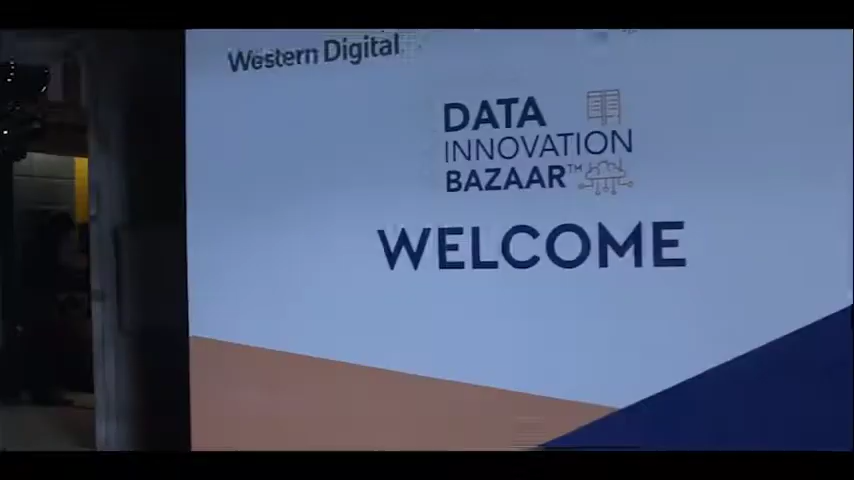 Western Digital
DATA
INNOVATION
BAZAAR™
WELCOME